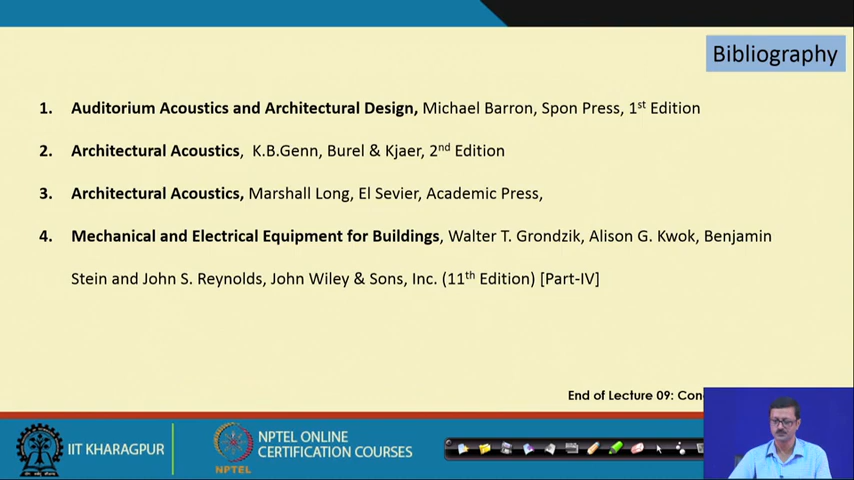 Bibliography
1. Auditorium Acoustics and Architectural Design, Michael Barron, Spon Press, 1st Edition
2. Architectural Acoustics, K.B.Genn, Burel & Kjaer, 2nd Edition
3. Architectural Acoustics, Marshall Long, El Sevier, Academic Press,
4. Mechanical and Electrical Equipment for Buildings, Walter T. Grondzik, Alison G. Kwok, Benjamin
Stein and John S. Reynolds, John Wiley & Sons, Inc. (11th Edition) [Part-IV]
End of Lecture 09:
IIT KHARAGPUR
NPTEL
NPTEL ONLINE
CERTIFICATION COURSES